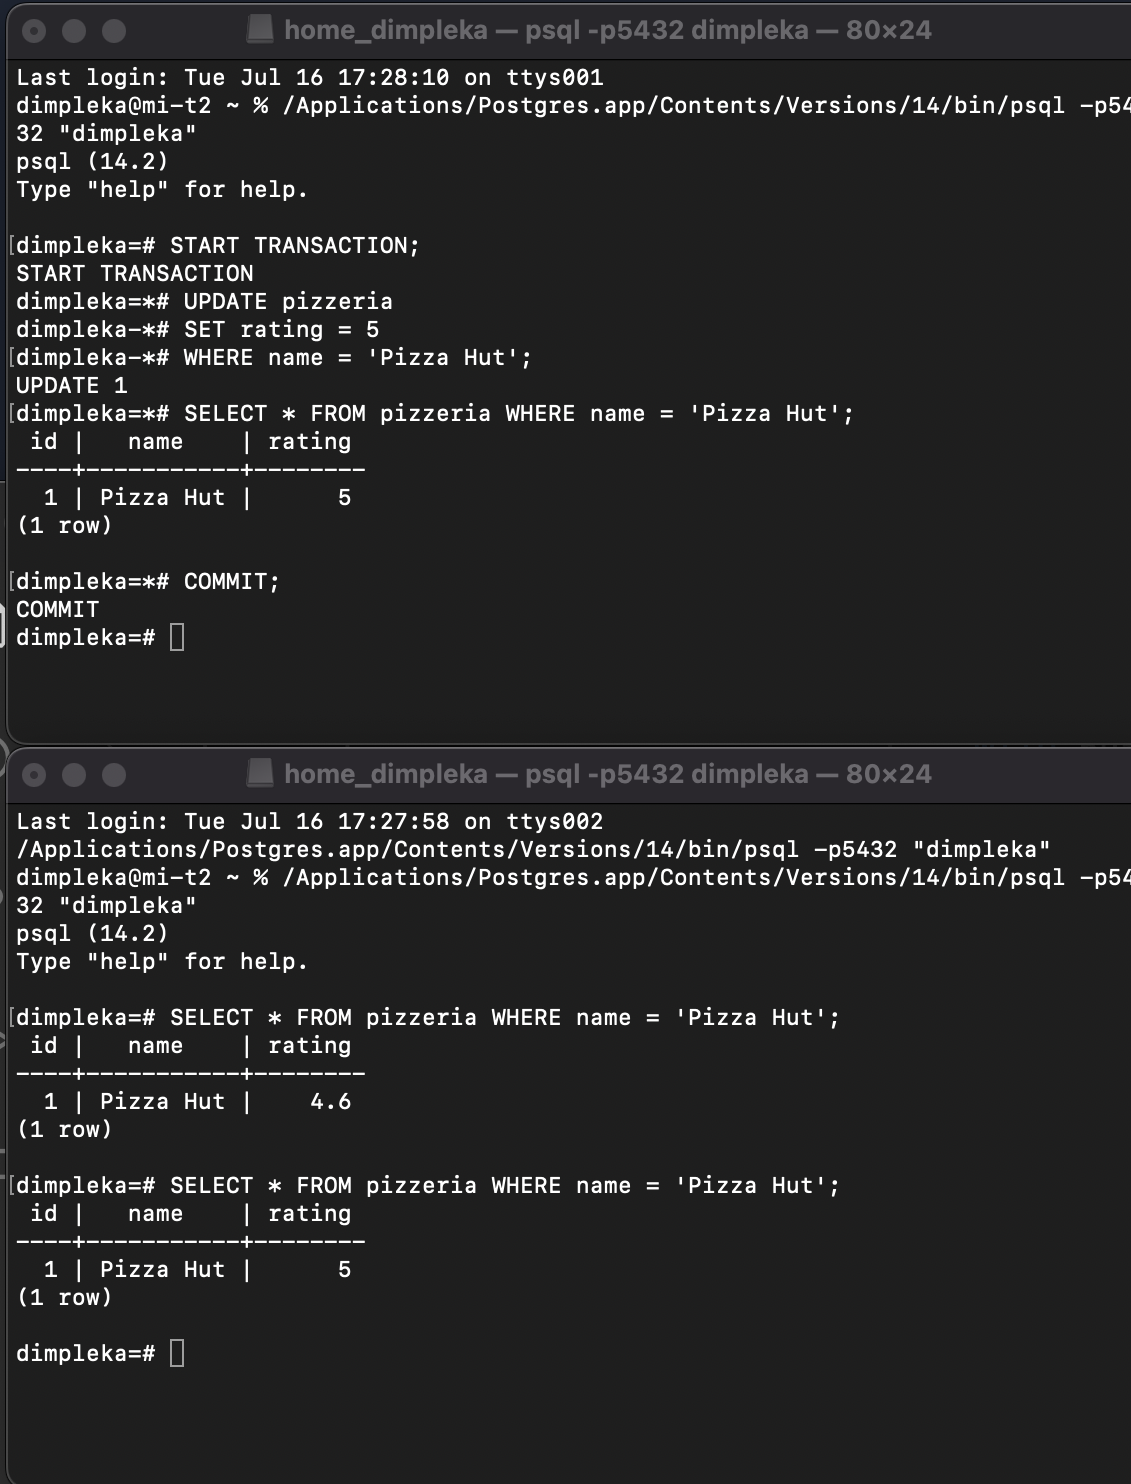 home_dimpleka — psql -p5432 dimpleka — 80×24
Last login: Tue Jul 16 17:28:10 on ttys001
dimpleka@mi-t2 ~ % /Applications/Postgres.app/Contents/Versions/14/bin/psql -p54
32 "dimpleka"
psql (14.2)
Type "help" for help.
[dimpleka=# START TRANSACTION;
START TRANSACTION
dimpleka=*# UPDATE pizzeria
dimpleka-*# SET rating = 5
[dimpleka-*# WHERE name = 'Pizza Hut';
UPDATE 1
[dimpleka=*# SELECT * FROM pizzeria WHERE name = 'Pizza Hut';
 id |   name    | rating
----+-----------+--------
  1 | Pizza Hut |      5
(1 row)
[dimpleka=*# COMMIT;
COMMIT
dimpleka=#
home_dimpleka — psql -p5432 dimpleka — 80×24
Last login: Tue Jul 16 17:27:58 on ttys002
/Applications/Postgres.app/Contents/Versions/14/bin/psql -p5432 "dimpleka"
dimpleka@mi-t2 ~ % /Applications/Postgres.app/Contents/Versions/14/bin/psql -p54
32 "dimpleka"
psql (14.2)
Type "help" for help.
[dimpleka=# SELECT * FROM pizzeria WHERE name = 'Pizza Hut';
 id |   name    | rating
----+-----------+--------
  1 | Pizza Hut |    4.6
(1 row)
[dimpleka=# SELECT * FROM pizzeria WHERE name = 'Pizza Hut';
 id |   name    | rating
----+-----------+--------
  1 | Pizza Hut |      5
(1 row)
dimpleka=#